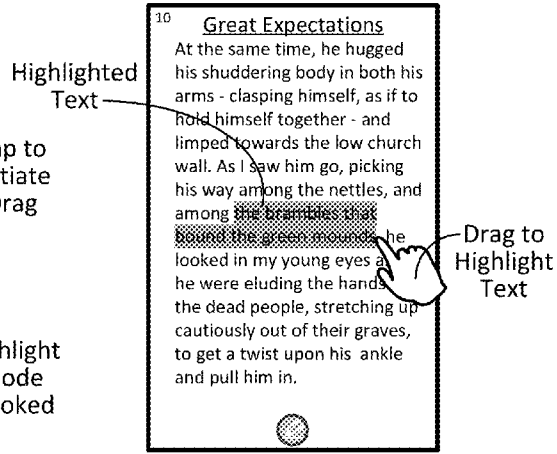 10
Great Expectations
At the same time, he hugged
his shuddering body in both his
arms - clasping himself, as if to
hold himself together - and
limped towards the low church
wall. As I saw him go, picking
his way among the nettles, and
among the brambles that
bound the green mounds, he
looked in my young eyes a
he were eluding the hands
the dead people, stretching up
cautiously out of their graves,
to get a twist upon his ankle
and pull him in.
Highlighted
Text
p to
tiate
Drag
hlight
ode
oked
Drag to
Highlight
Text